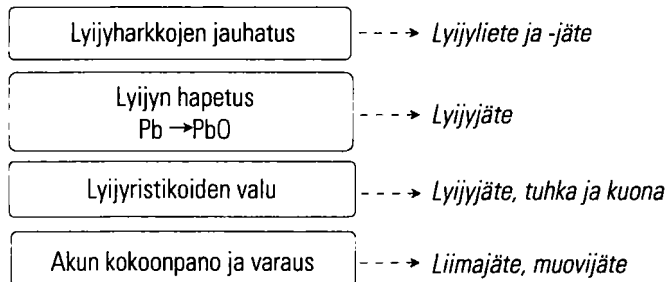 Lyijyharkkojen jauhatus
Lyijyliete ja -jäte
Lyijyn hapetus
Pb →PbO
Lyijyjäte
Lyijyristikoiden valu
Lyijyjäte, tuhka ja kuona
Akun kokoonpano ja varaus
Liimajäte, muovijäte